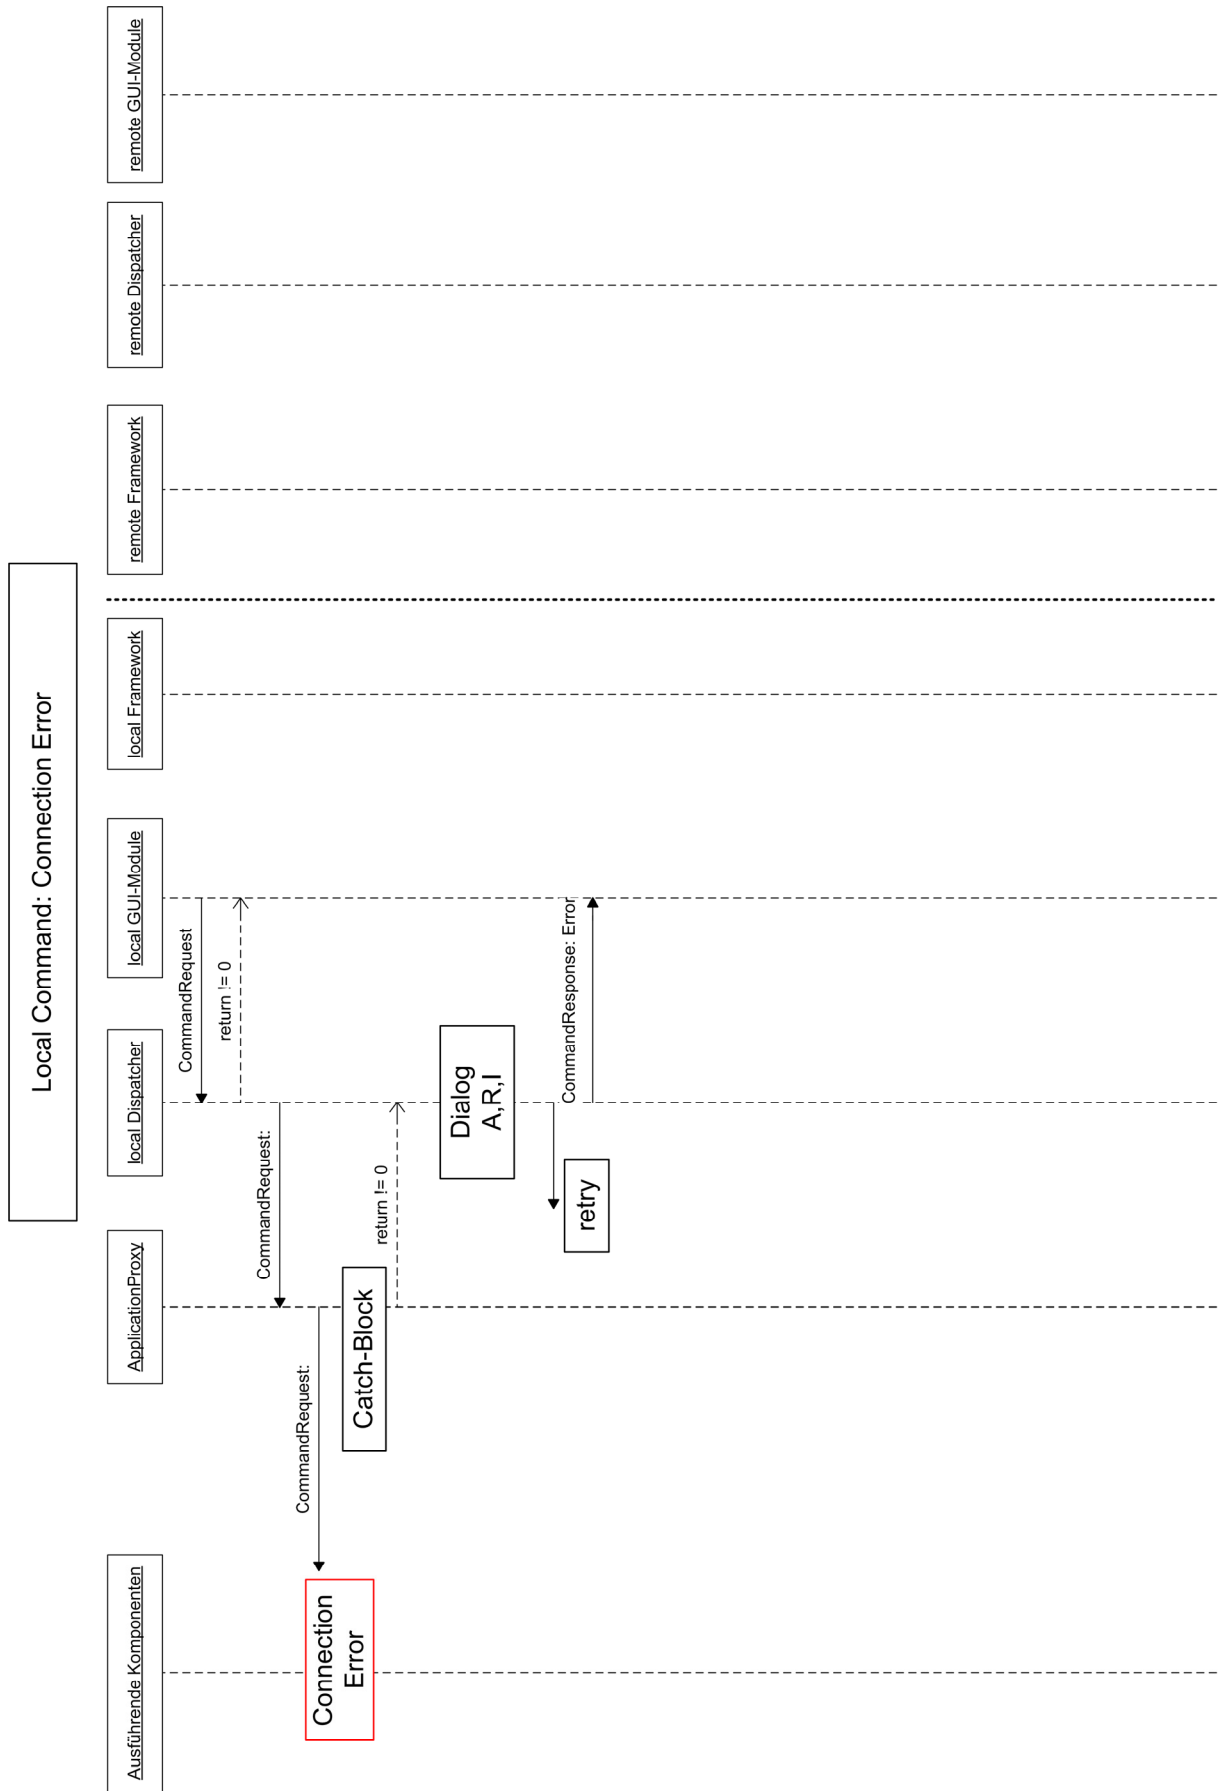 Local Command: Connection Error
Ausführende Komponenten
ApplicationProxy
local Dispatcher
local GUI-Module
local Framework
remote Framework
remote Dispatcher
remote GUI-Module
CommandRequest
return != 0
CommandRequest:
CommandRequest:
Connection
Error
Catch-Block
return != 0
Dialog
A,R,I
retry
CommandResponse: Error